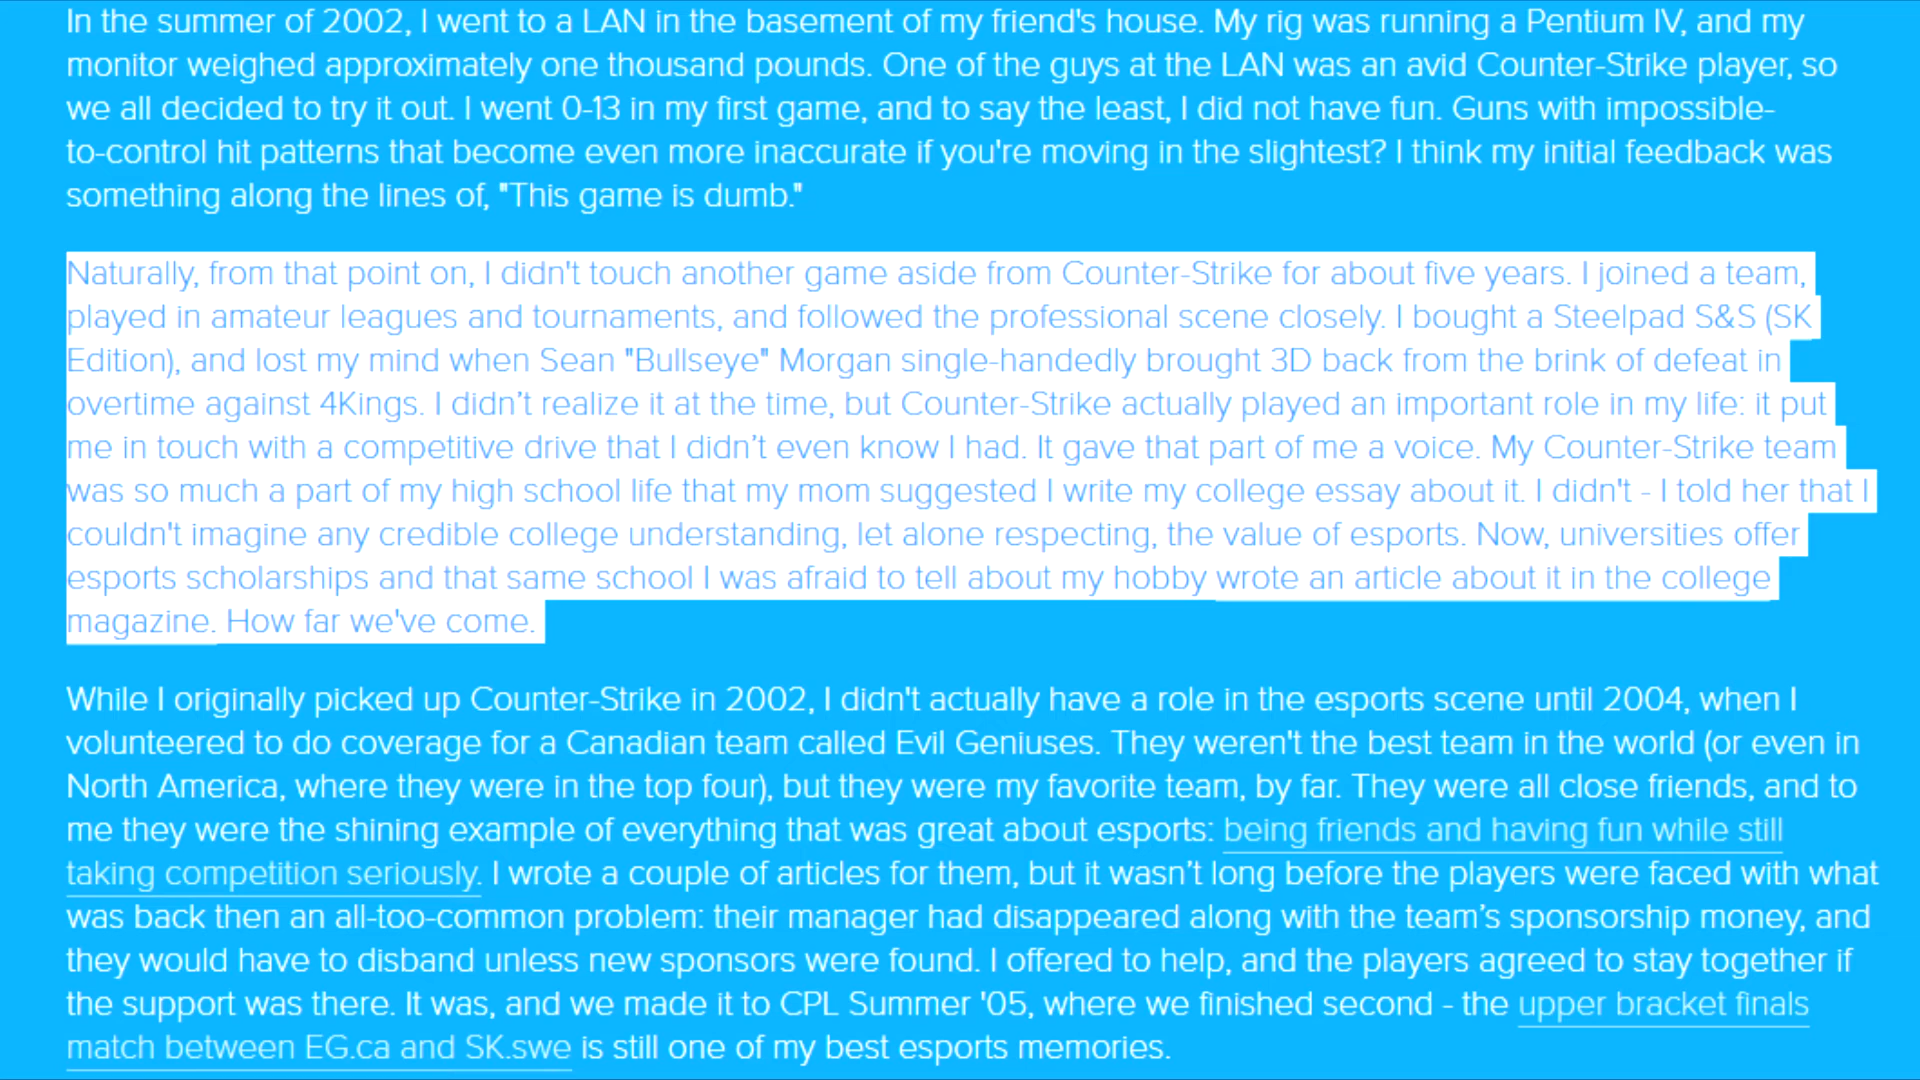 In the summer of 2002, I went to a LAN in the basement of my friend's house. My rig was running a Pentium IV, and my
monitor weighed approximately one thousand pounds. One of the guys at the LAN was an avid Counter-Strike player, so
we all decided to try it out. I went 0-13 in my first game, and to say the least, I did not have fun. Guns with impossible-
to-control hit patterns that become even more inaccurate if you're moving in the slightest? I think my initial feedback was
something along the lines of, "This game is dumb."
Naturally, from that point on, I didn't touch another game aside from Counter-Strike for about five years. I joined a team,
played in amateur leagues and tournaments, and followed the professional scene closely. I bought a Steelpad S&S (SK
Edition), and lost my mind when Sean "Bullseye" Morgan single-handedly brought 3D back from the brink of defeat in
overtime against 4Kings. I didn’t realize it at the time, but Counter-Strike actually played an important role in my life: it put
me in touch with a competitive drive that I didn’t even know I had. It gave that part of me a voice. My Counter-Strike team
was so much a part of my high school life that my mom suggested I write my college essay about it. I didn't - I told her that I
couldn't imagine any credible college understanding, let alone respecting, the value of esports. Now, universities offer
esports scholarships and that same school I was afraid to tell about my hobby wrote an article about it in the college
magazine. How far we've come.
While I originally picked up Counter-Strike in 2002, I didn't actually have a role in the esports scene until 2004, when I
volunteered to do coverage for a Canadian team called Evil Geniuses. They weren't the best team in the world (or even in
North America, where they were in the top four), but they were my favorite team, by far. They were all close friends, and to
me they were the shining example of everything that was great about esports: being friends and having fun while still
taking competition seriously. I wrote a couple of articles for them, but it wasn’t long before the players were faced with what
was back then an all-too-common problem: their manager had disappeared along with the team’s sponsorship money, and
they would have to disband unless new sponsors were found. I offered to help, and the players agreed to stay together if
the support was there. It was, and we made it to CPL Summer '05, where we finished second - the upper bracket finals
match between EG.ca and SK.swe is still one of my best esports memories.